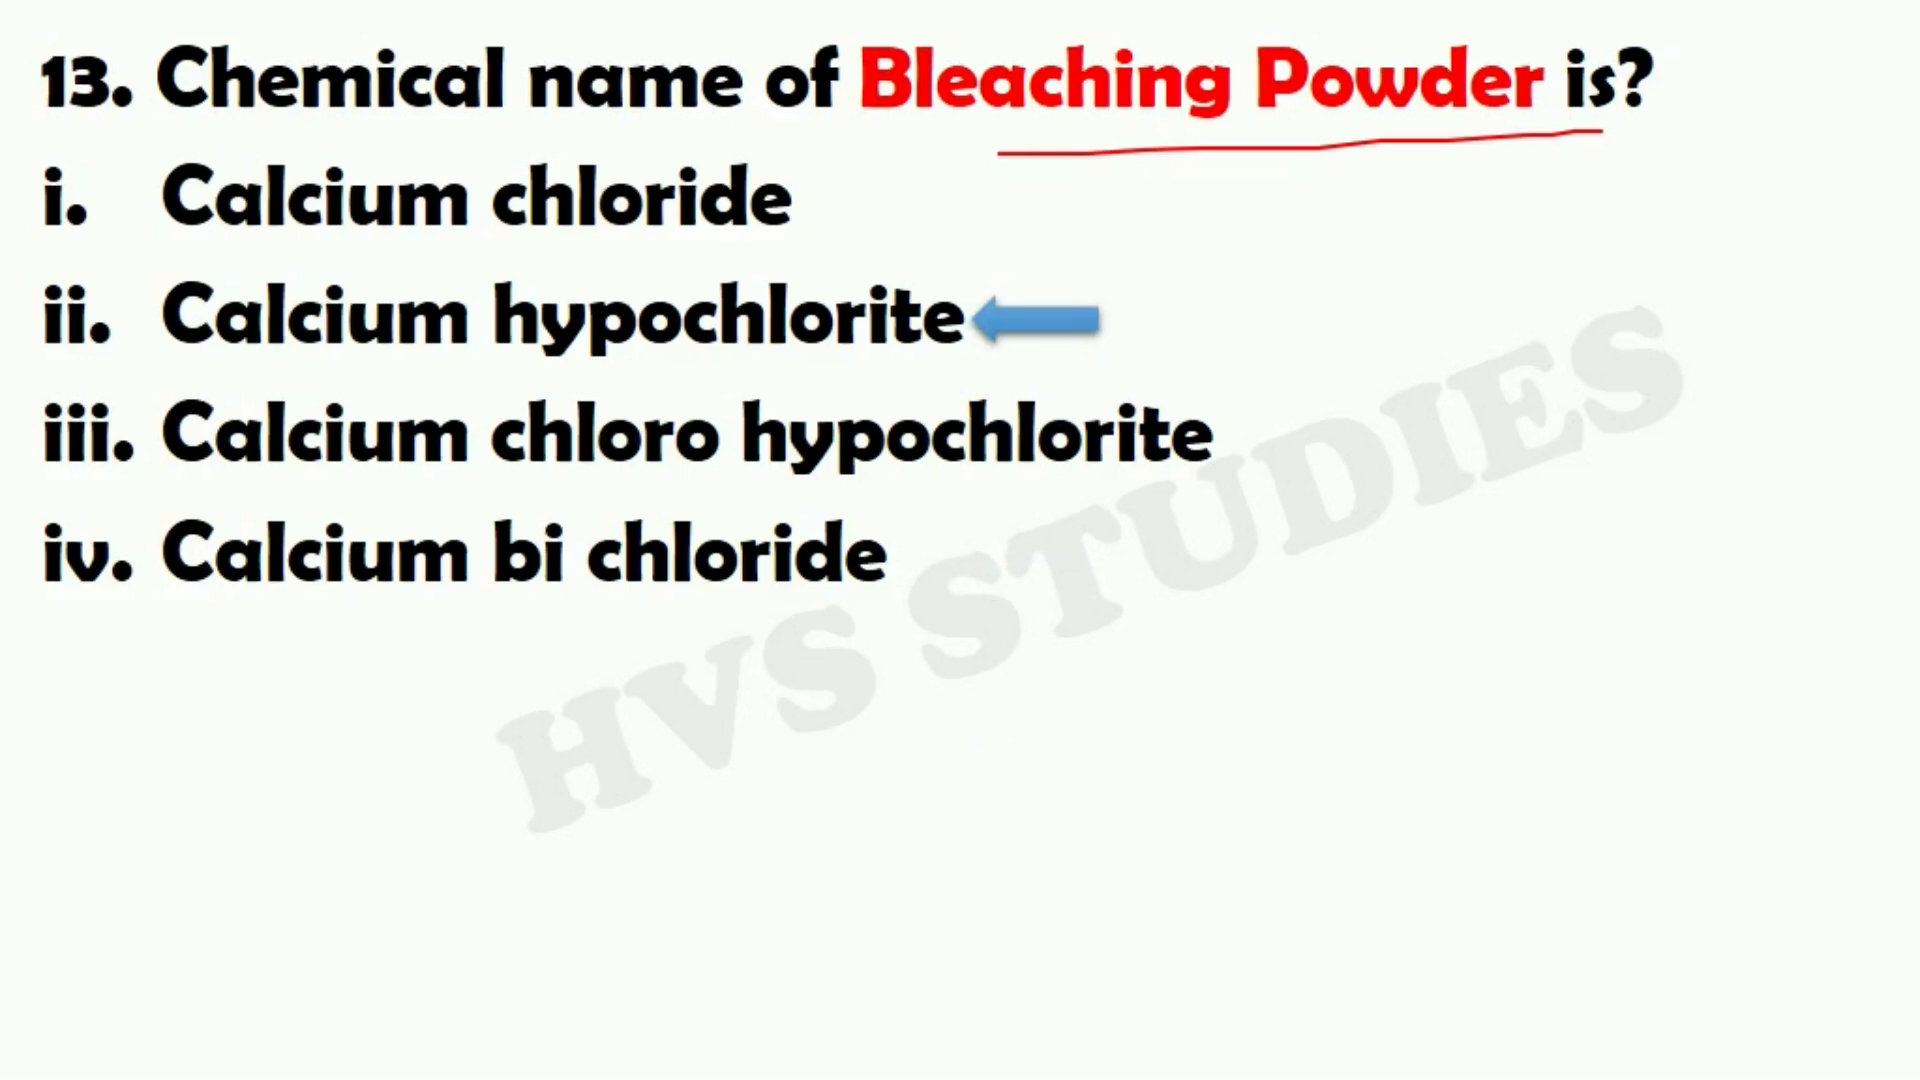 13. Chemical name of Bleaching Powder is?
i. Calcium chloride
ii. Calcium hypochlorite
iii. Calcium chloro hypochlorite
iv. Calcium bi chloride
HVS STUDIES